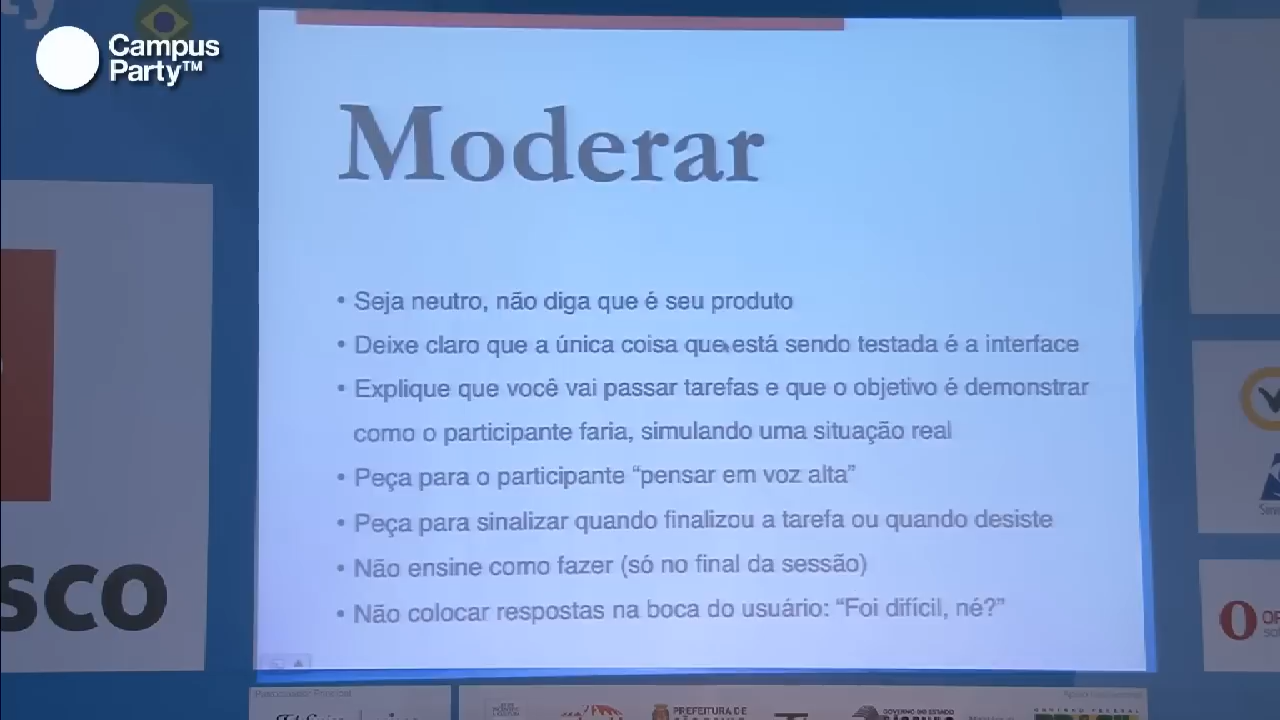 Campus
Party™
Moderar
• Seja neutro, não diga que é seu produto
• Deixe claro que a única coisa que está sendo testada é a interface
• Explique que você vai passar tarefas e que o objetivo é demonstrar
como o participante faria, simulando uma situação real
• Peça para o participante “pensar em voz alta”
• Peça para sinalizar quando finalizou a tarefa ou quando desiste
• Não ensine como fazer (só no final da sessão)
• Não colocar respostas na boca do usuário: “Foi difícil, né?”
sco
Patrocinador Principal
PREFEITURA DE
GOVERNO DO ESTADO